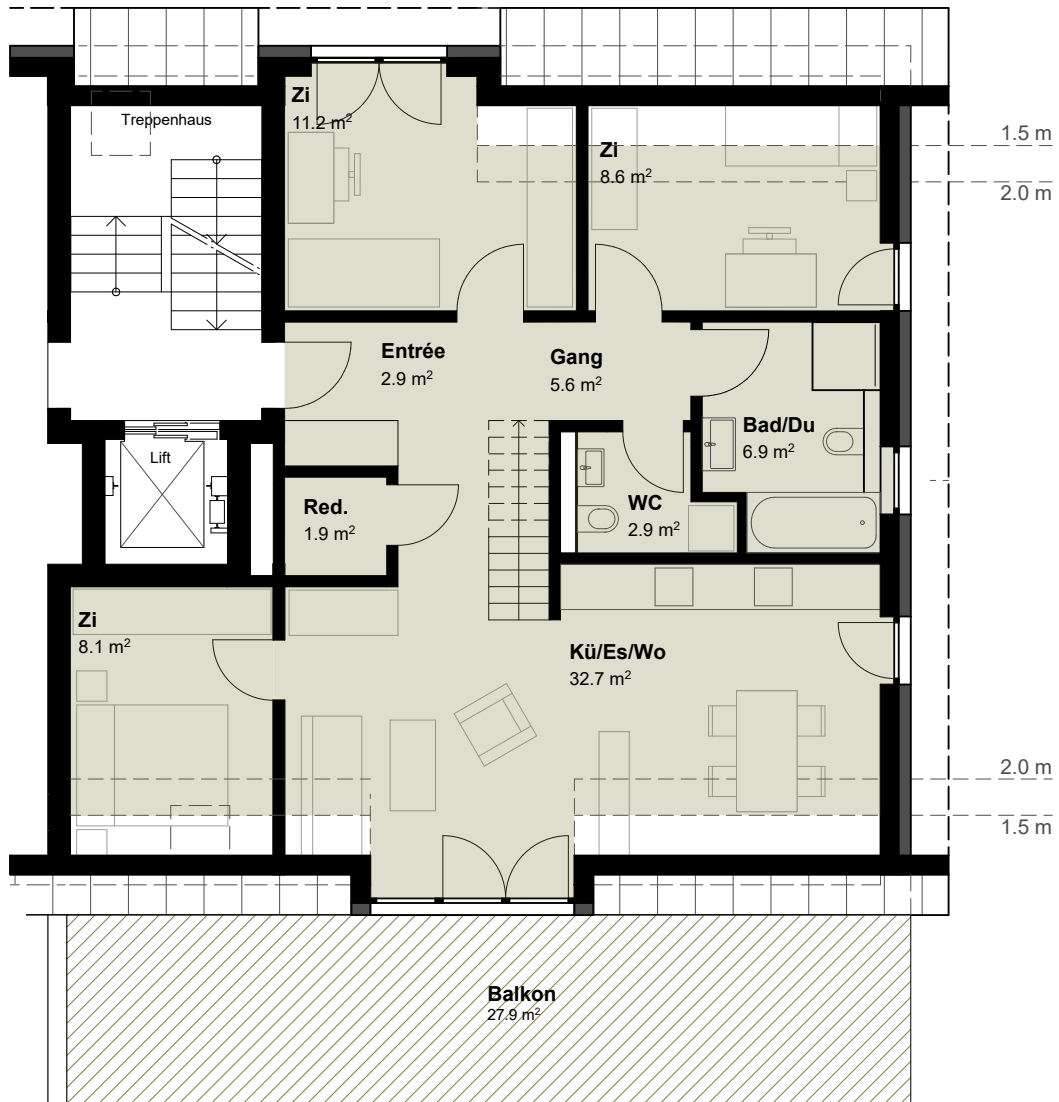 Zi
11.2 m²
Treppenhaus
Zi
8.6 m²
1.5 m
2.0 m
Entrée
2.9 m²
Gang
5.6 m²
Bad/Du
6.9 m²
Lift
Red.
1.9 m²
WC
2.9 m²
Zi
8.1 m²
Kü/Es/Wo
32.7 m²
2.0 m
1.5 m
Balkon
27.9 m²